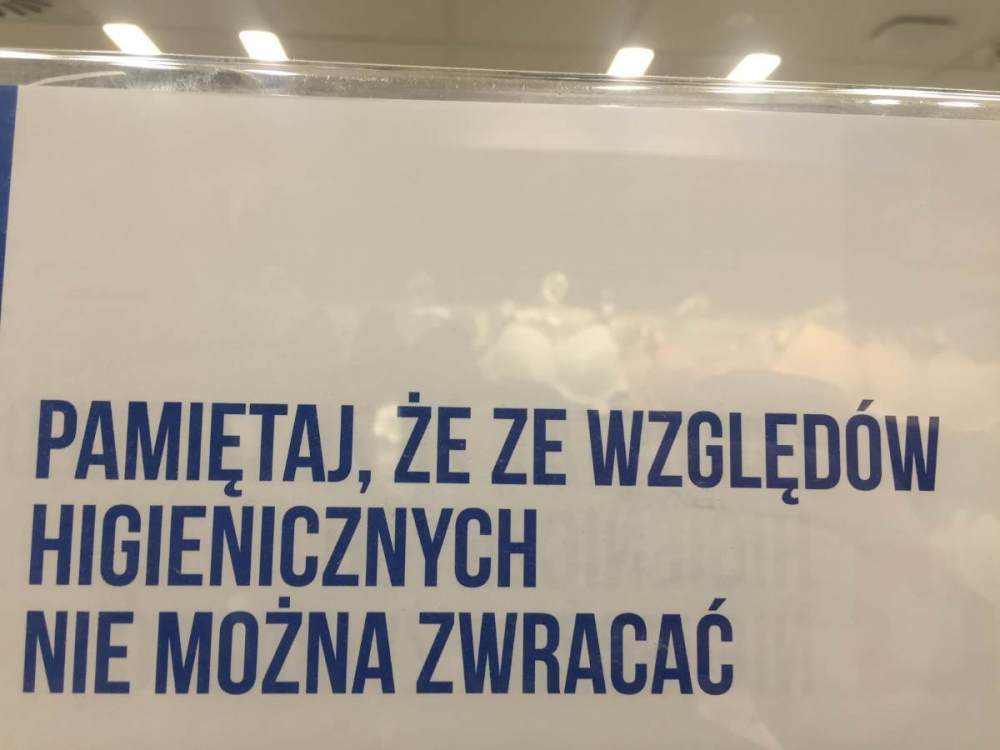 PAMIĘTAJ, ŻE ZE WZGLĘDÓW
HIGIENICZNYCH
NIE MOŻNA ZWRACAĆ